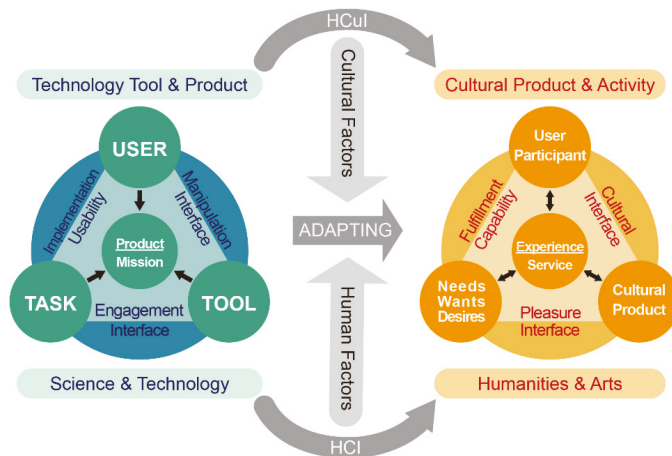 HCuI
Technology Tool & Product
Cultural Product & Activity
Cultural Factors
USER
Implementation
Usability
Manipulation
Interface
Product
Mission
TASK
TOOL
Engagement
Interface
ADAPTING
User
Participant
Fulfillment
Capability
Cultural
Interface
Experience
Service
Needs
Wants
Desires
Cultural
Product
Pleasure
Interface
Human Factors
Science & Technology
Humanities & Arts
HCI